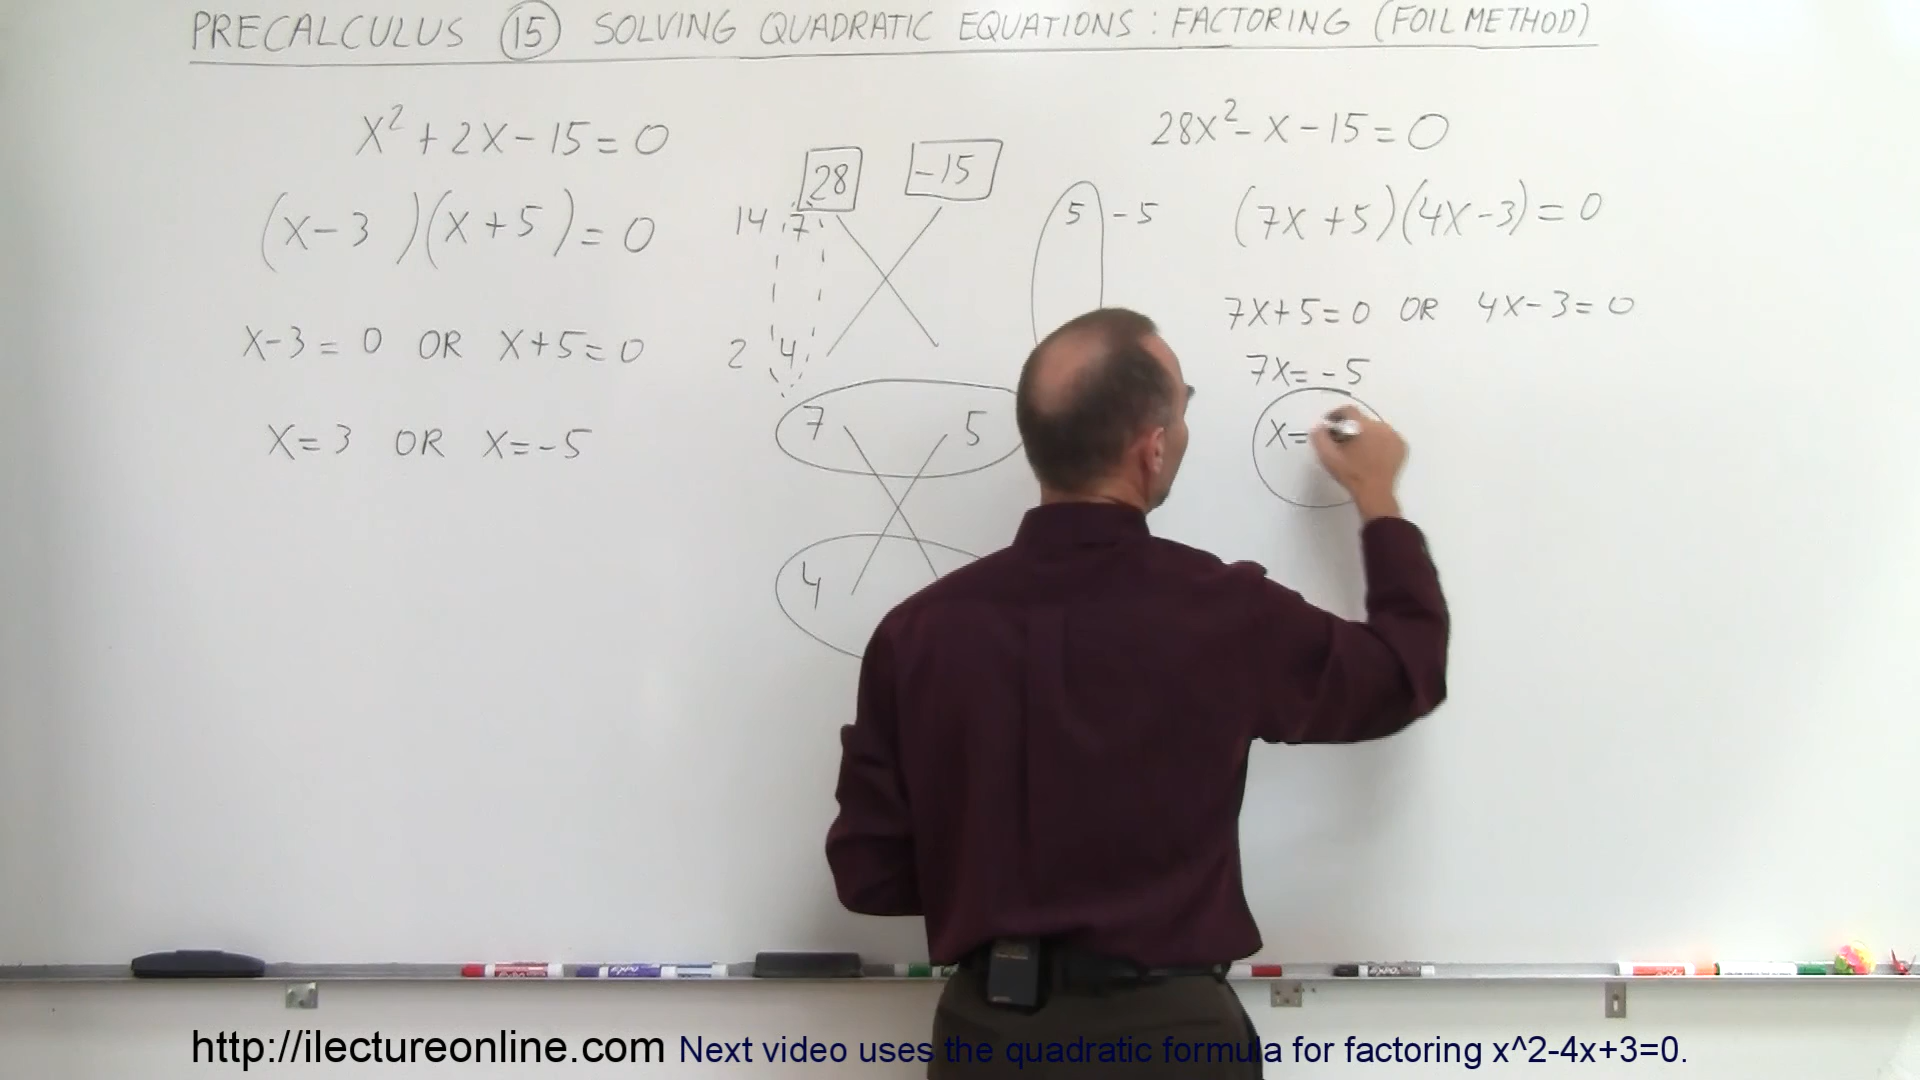 PRECALCULUS 15 SOLVING QUADRATIC EQUATIONS: FACTORING (FOIL METHOD)
x² + 2x - 15 = 0
(x - 3 )(x + 5) = 0
x - 3 = 0 OR x + 5 = 0
x = 3 OR x = -5
28 -15
14 7 5 -5
2 4
7 5
4
28x² - x - 15 = 0
(7x + 5)(4x - 3) = 0
7x + 5 = 0 OR 4x - 3 = 0
7x = -5
x =
http://ilectureonline.com Next video uses the quadratic formula for factoring x^2-4x+3=0.